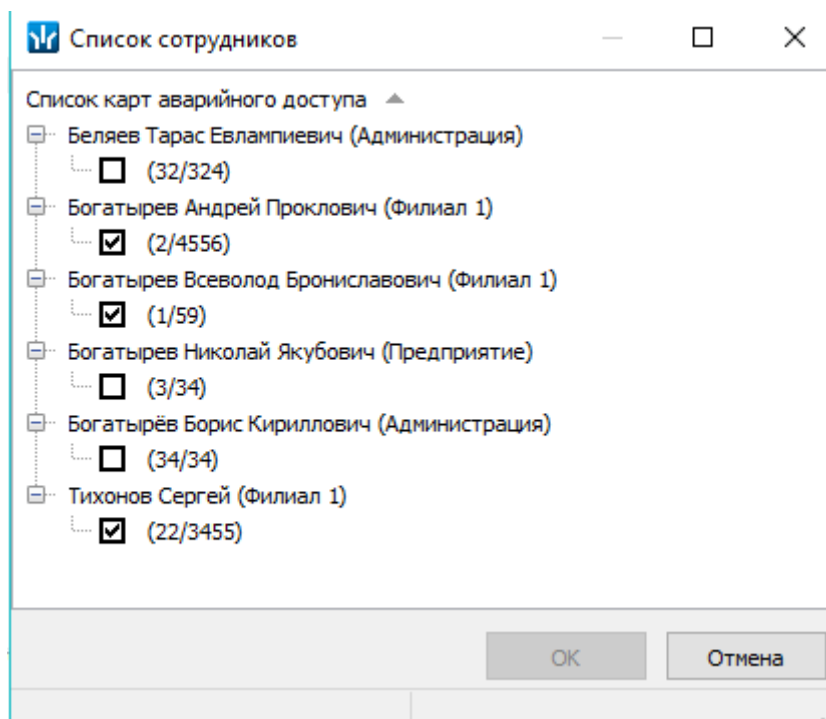 Список сотрудников
Список карт аварийного доступа
Беляев Тарас Евлампиевич (Администрация)
(32/324)
Богатырев Андрей Проклович (Филиал 1)
(2/4556)
Богатырев Всеволод Брониславович (Филиал 1)
(1/59)
Богатырев Николай Якубович (Предприятие)
(3/34)
Богатырёв Борис Кириллович (Администрация)
(34/34)
Тихонов Сергей (Филиал 1)
(22/3455)
OK Отмена